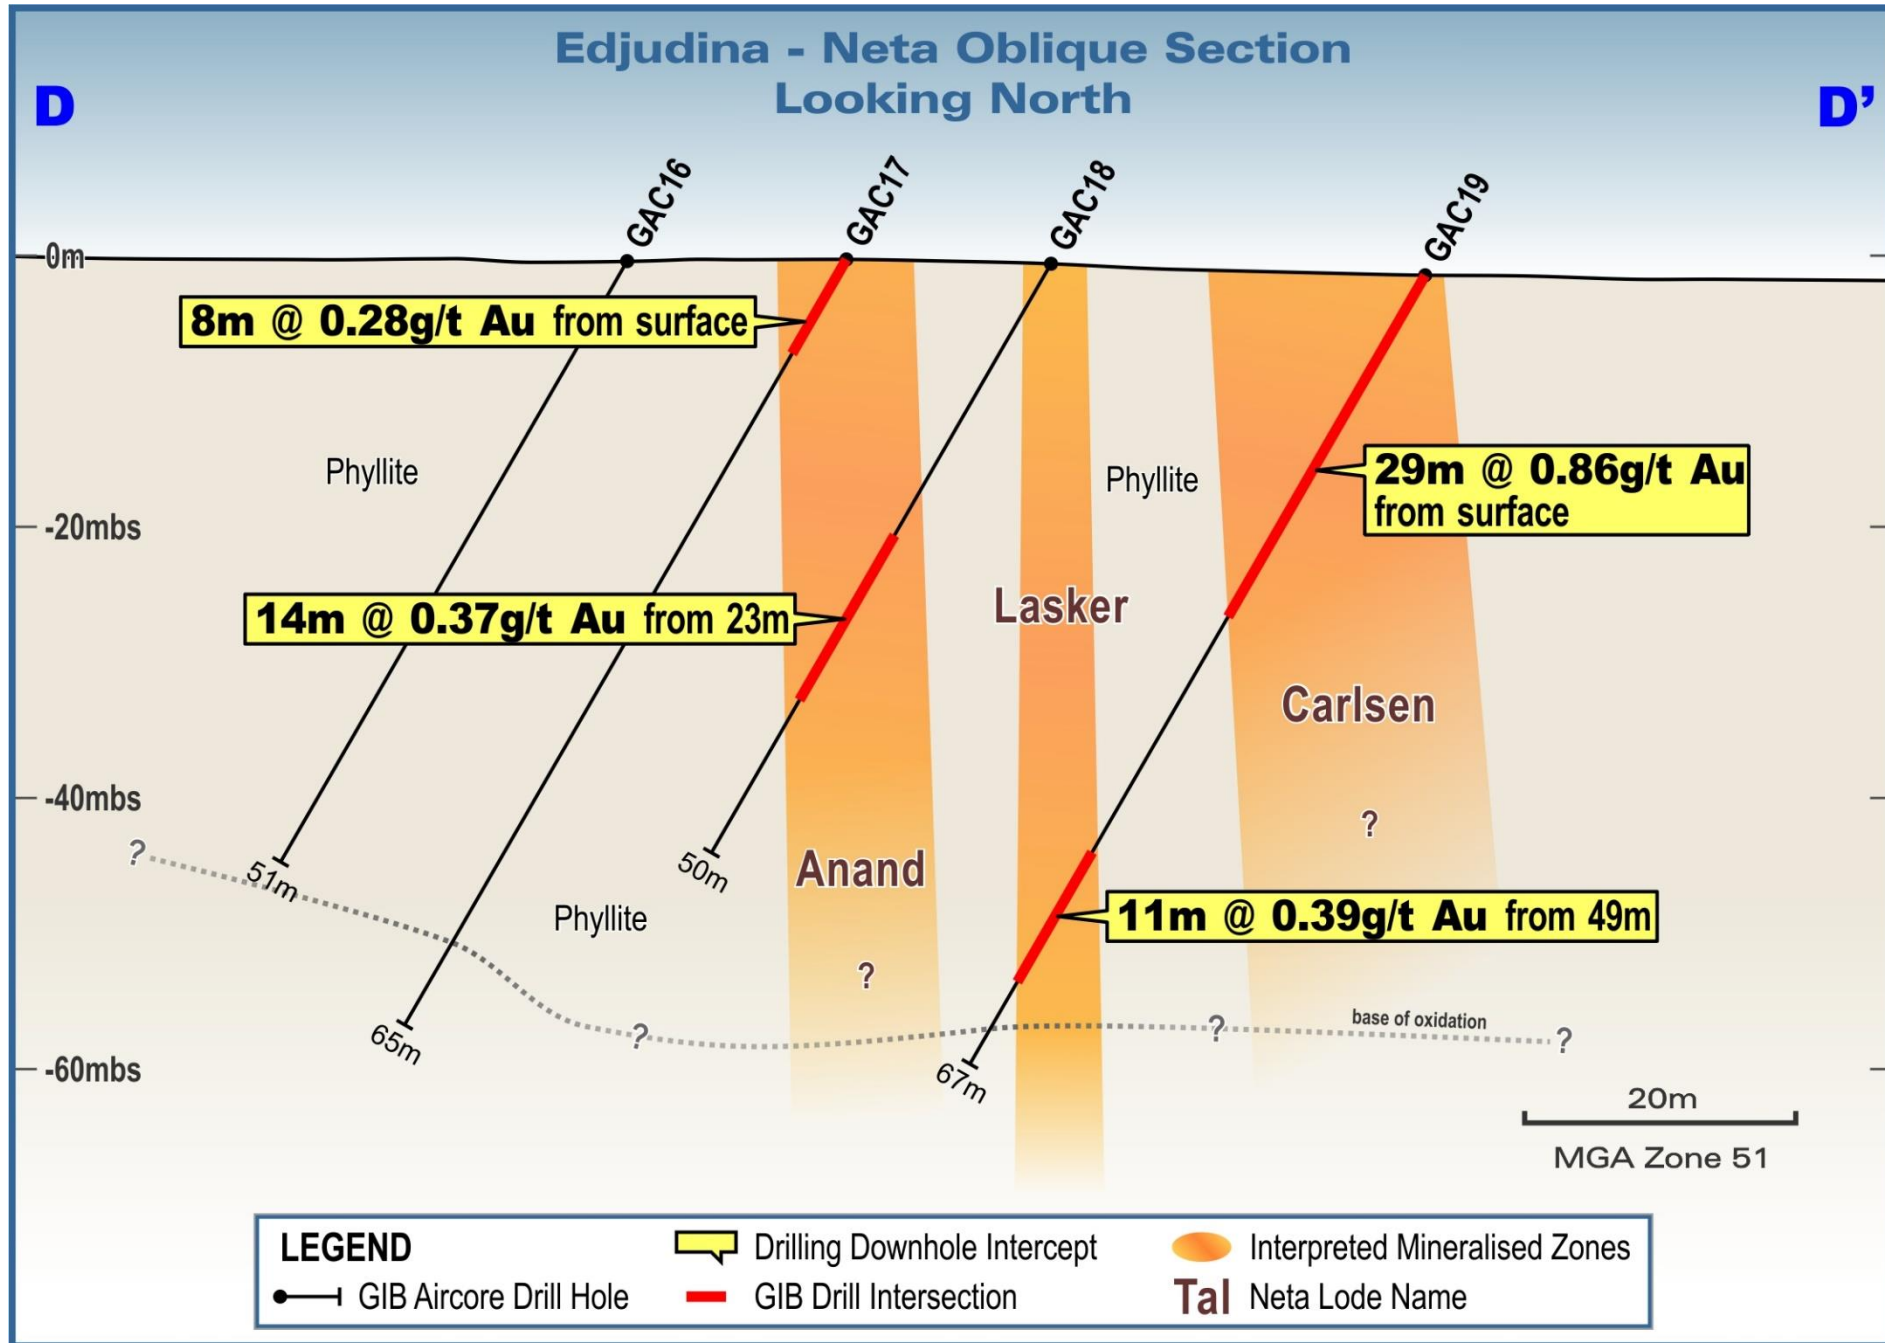 Edjudina - Neta Oblique Section
Looking North
D
D’
GAC16
GAC17
GAC18
GAC19
0m
8m @ 0.28g/t Au from surface
Phyllite
Phyllite
29m @ 0.86g/t Au
from surface
-20mbs
14m @ 0.37g/t Au from 23m
Lasker
Carlsen
-40mbs
?
?
51m
50m
Anand
Phyllite
11m @ 0.39g/t Au from 49m
?
65m
?
?
base of oxidation
?
-60mbs
67m
20m
MGA Zone 51
LEGEND
Drilling Downhole Intercept
Interpreted Mineralised Zones
GIB Aircore Drill Hole
GIB Drill Intersection
Tal Neta Lode Name